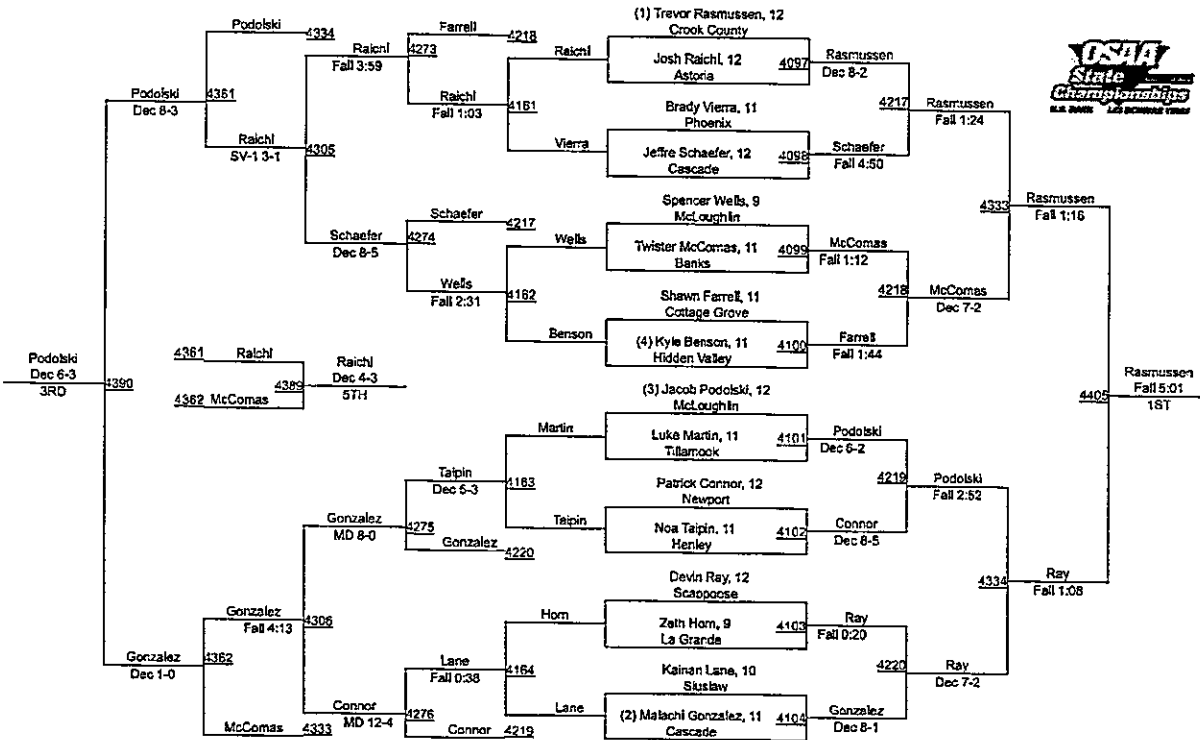 OSAA
State
Championships
(1) Trevor Rasmussen, 12
Crook County
Josh Raichl, 12
Astoria
4097
Rasmussen
Dec 8-2
Brady Vierra, 11
Phoenix
Jeffre Schaefer, 12
Cascade
4098
Schaefer
Fall 4:50
4217
Rasmussen
Fall 1:24
Spencer Wells, 9
McLoughlin
Twister McComas, 11
Banks
4099
McComas
Fall 1:12
Shawn Farrell, 11
Cottage Grove
(4) Kyle Benson, 11
Hidden Valley
4100
Farrell
Fall 1:44
4218
McComas
Dec 7-2
4333
Rasmussen
Fall 1:16
(3) Jacob Podolski, 12
McLoughlin
Luke Martin, 11
Tillamook
4101
Podolski
Dec 6-2
Patrick Connor, 12
Newport
Noa Taipin, 11
Henley
4102
Connor
Dec 8-5
4219
Podolski
Fall 2:52
Devin Ray, 12
Scappoose
Zeth Horn, 9
La Grande
4103
Ray
Fall 0:20
Kainan Lane, 10
Siuslaw
(2) Malachi Gonzalez, 11
Cascade
4104
Gonzalez
Dec 8-1
4220
Ray
Dec 7-2
4334
Ray
Fall 1:08
4405
Rasmussen
Fall 5:01
1ST
Podolski
4334
Farrell
4218
Raichl
Fall 3:59
4273
Raichl
Raichl
Fall 1:03
4161
Vierra
Podolski
Dec 8-3
4361
Raichl
SV-1 3-1
4305
Schaefer
4217
Schaefer
Dec 8-5
4274
Wells
Wells
Fall 2:31
4162
Benson
Podolski
Dec 6-3
3RD
4390
4361
Raichl
4362
McComas
4389
Raichl
Dec 4-3
5TH
Martin
Taipin
Dec 5-3
4163
Taipin
Gonzalez
MD 8-0
4275
Gonzalez
4220
Gonzalez
Fall 4:13
4306
Horn
Lane
Fall 0:38
4164
Lane
Gonzalez
Dec 1-0
4362
Connor
MD 12-4
4276
Connor
4219
McComas
4333